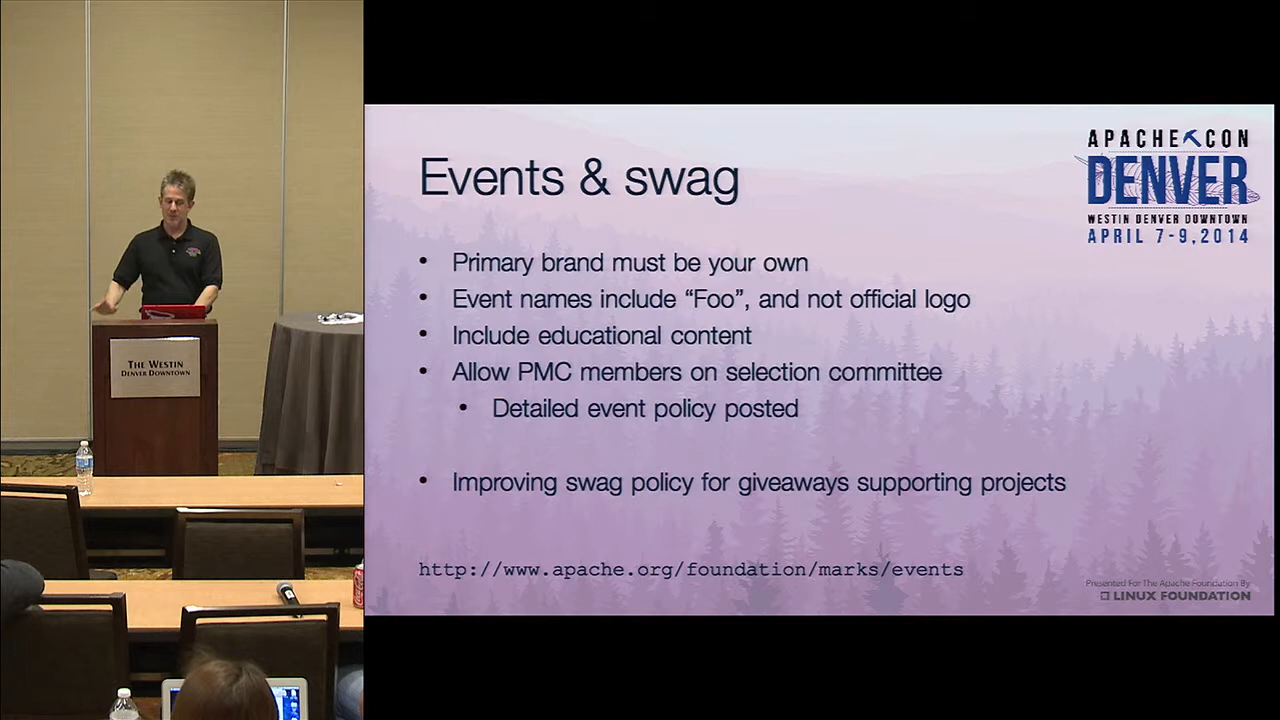 THE WESTIN
DENVER DOWNTOWN
APACHE CON
DENVER
WESTIN DENVER DOWNTOWN
APRIL 7-9, 2014
Events & swag
• Primary brand must be your own
• Event names include “Foo”, and not official logo
• Include educational content
• Allow PMC members on selection committee
• Detailed event policy posted
• Improving swag policy for giveaways supporting projects
http://www.apache.org/foundation/marks/events
Presented For The Apache Foundation By
LINUX FOUNDATION